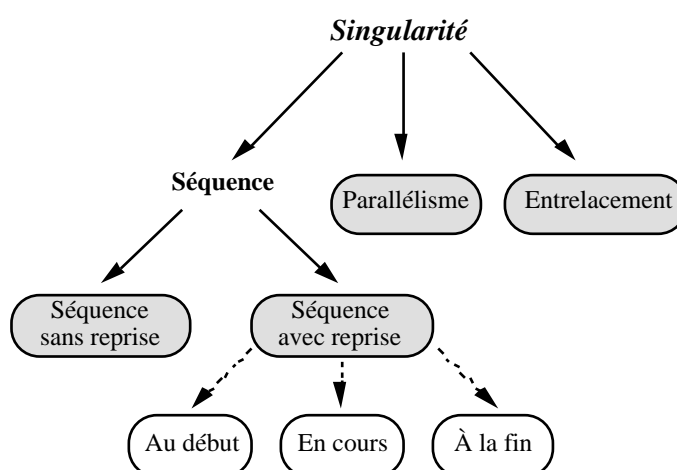 Singularité
Séquence
Parallélisme
Entrelacement
Séquence
sans reprise
Séquence
avec reprise
Au début
En cours
À la fin